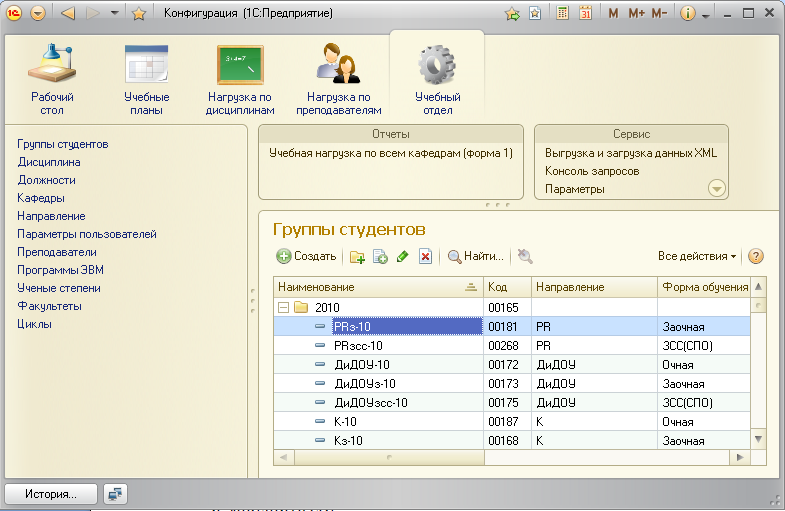 Конфигурация (1С:Предприятие)
M M+ M-
Рабочий
стол
Учебные
планы
Нагрузка по
дисциплинам
Нагрузка по
преподавателям
Учебный
отдел
Группы студентов
Дисциплина
Должности
Кафедры
Направление
Параметры пользователей
Преподаватели
Программы ЭВМ
Ученые степени
Факультеты
Циклы
Отчеты
Учебная нагрузка по всем кафедрам (форма 1)
Сервис
Выгрузка и загрузка данных XML
Консоль запросов
Параметры
Группы студентов
Создать Найти... Все действия
Наименование Код Направление Форма обучения
2010 00165
PRз-10 00181 PR Заочная
PRзсс-10 00268 PR ЗСС(СПО)
ДиДОУ-10 00172 ДиДОУ Очная
ДиДОУз-10 00173 ДиДОУ Заочная
ДиДОУзсс-10 00175 ДиДОУ ЗСС(СПО)
К-10 00187 К Очная
Кз-10 00168 К Заочная
История...